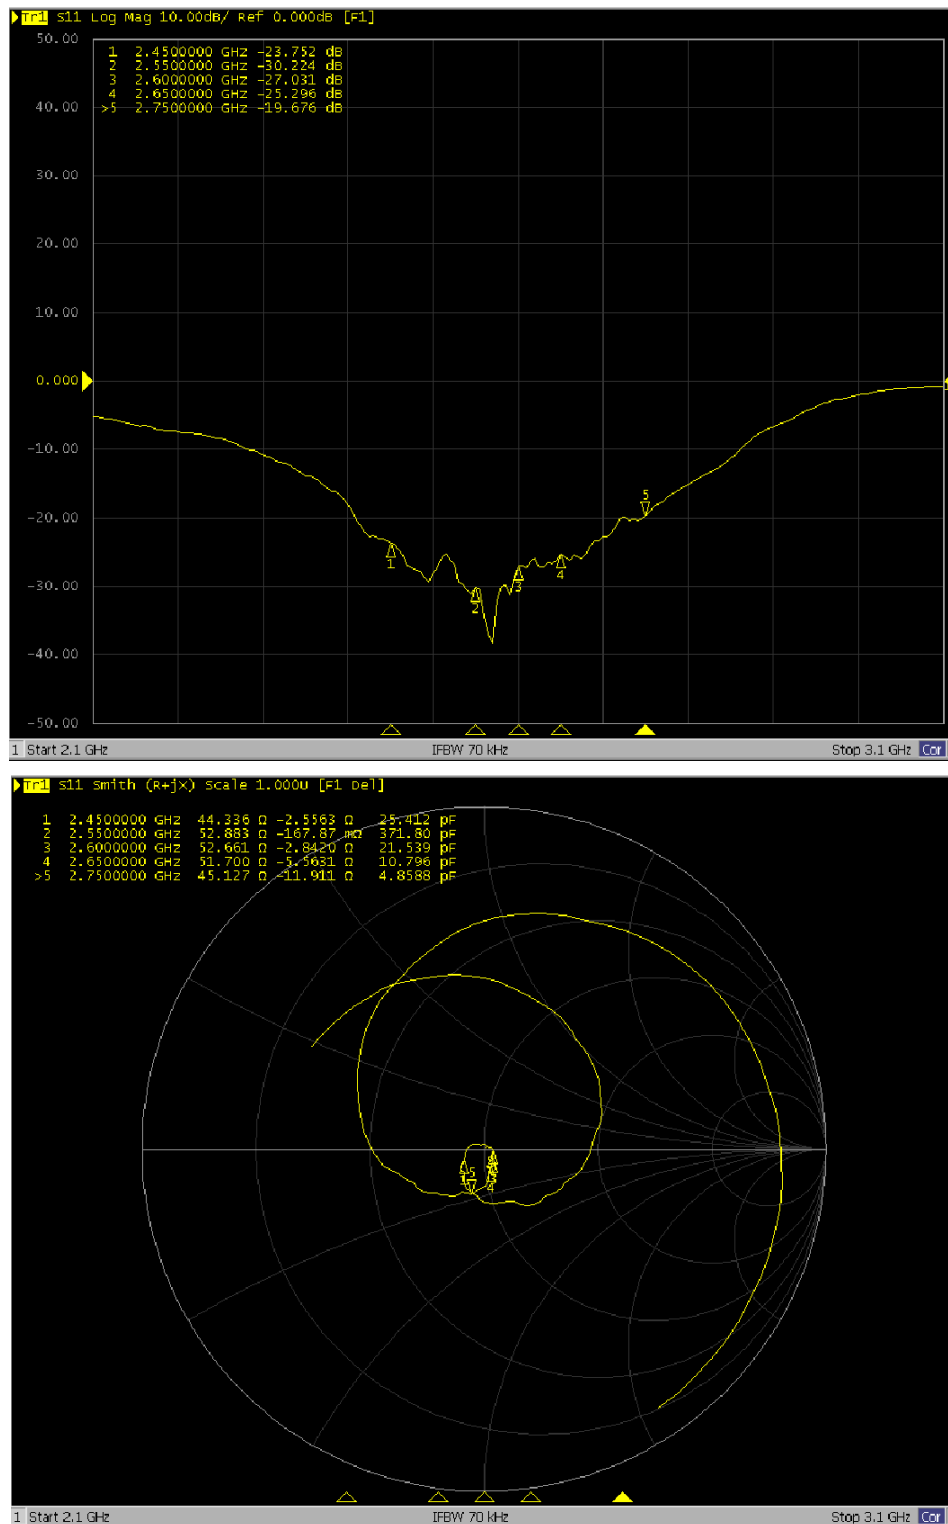 Tr1 S11 Log Mag 10.00dB/ Ref 0.000dB [F1]
50.00
1 2.4500000 GHz -23.752 dB
2 2.5500000 GHz -30.224 dB
3 2.6000000 GHz -27.031 dB
4 2.6500000 GHz -25.296 dB
>5 2.7500000 GHz -19.676 dB
40.00
30.00
20.00
10.00
0.000
-10.00
-20.00
-30.00
-40.00
-50.00
5
1
2
3
4
1 Start 2.1 GHz IFBW 70 kHz Stop 3.1 GHz Cor
Tr1 S11 Smith (R+jX) Scale 1.000U [F1 Del]
1 2.4500000 GHz 44.336 Ω -2.5563 Ω 25.412 pF
2 2.5500000 GHz 52.883 Ω -167.87 mΩ 371.80 pF
3 2.6000000 GHz 52.661 Ω -2.8420 Ω 21.539 pF
4 2.6500000 GHz 51.700 Ω -5.5631 Ω 10.796 pF
>5 2.7500000 GHz 45.127 Ω -11.911 Ω 4.8588 pF
5
4
1 Start 2.1 GHz IFBW 70 kHz Stop 3.1 GHz Cor